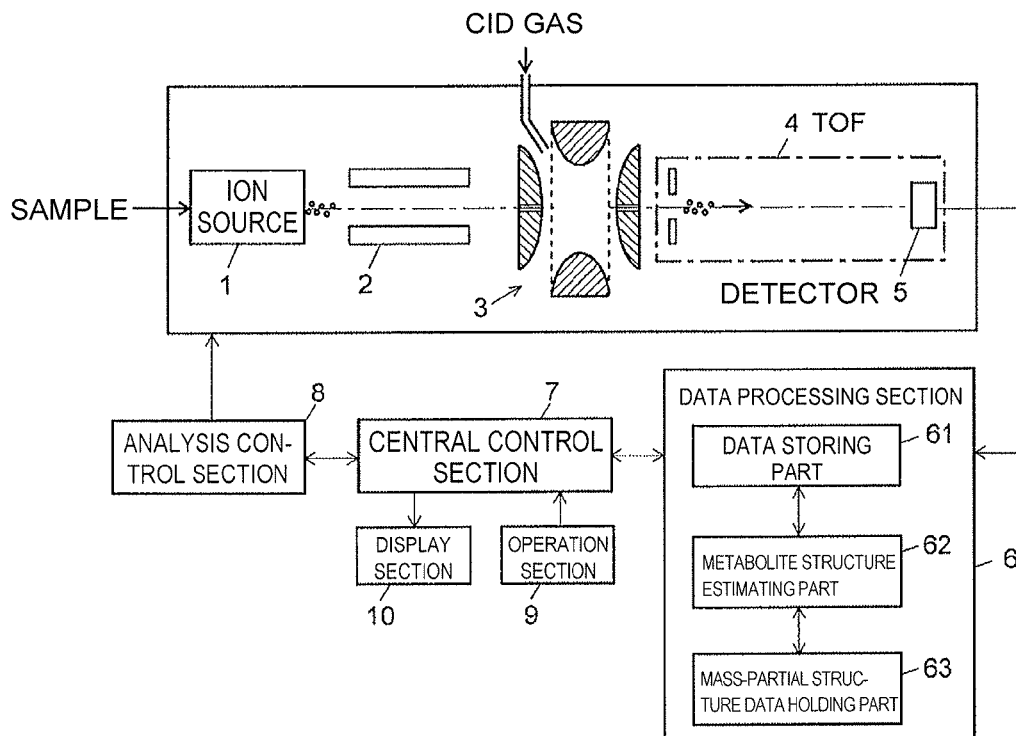 CID GAS
4 TOF
SAMPLE
ION
SOURCE
1
2
3
DETECTOR 5
8
7
ANALYSIS CON-
TROL SECTION
CENTRAL CONTROL
SECTION
DATA PROCESSING SECTION
DATA STORING
PART
61
DISPLAY
SECTION
10
OPERATION
SECTION
9
METABOLITE STRUCTURE
ESTIMATING PART
62
6
MASS-PARTIAL STRUC-
TURE DATA HOLDING PART
63